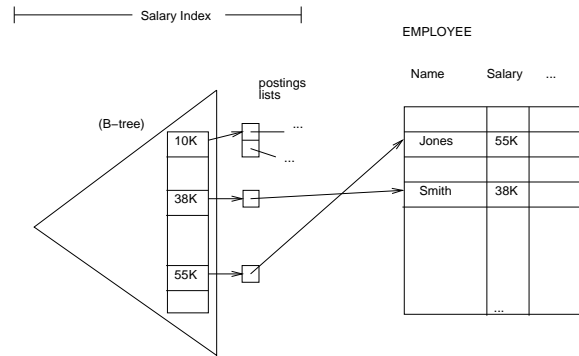 Salary Index
EMPLOYEE
Name Salary ...
postings
lists
(B-tree)
10K
...
...
Jones 55K
38K
Smith 38K
55K
...